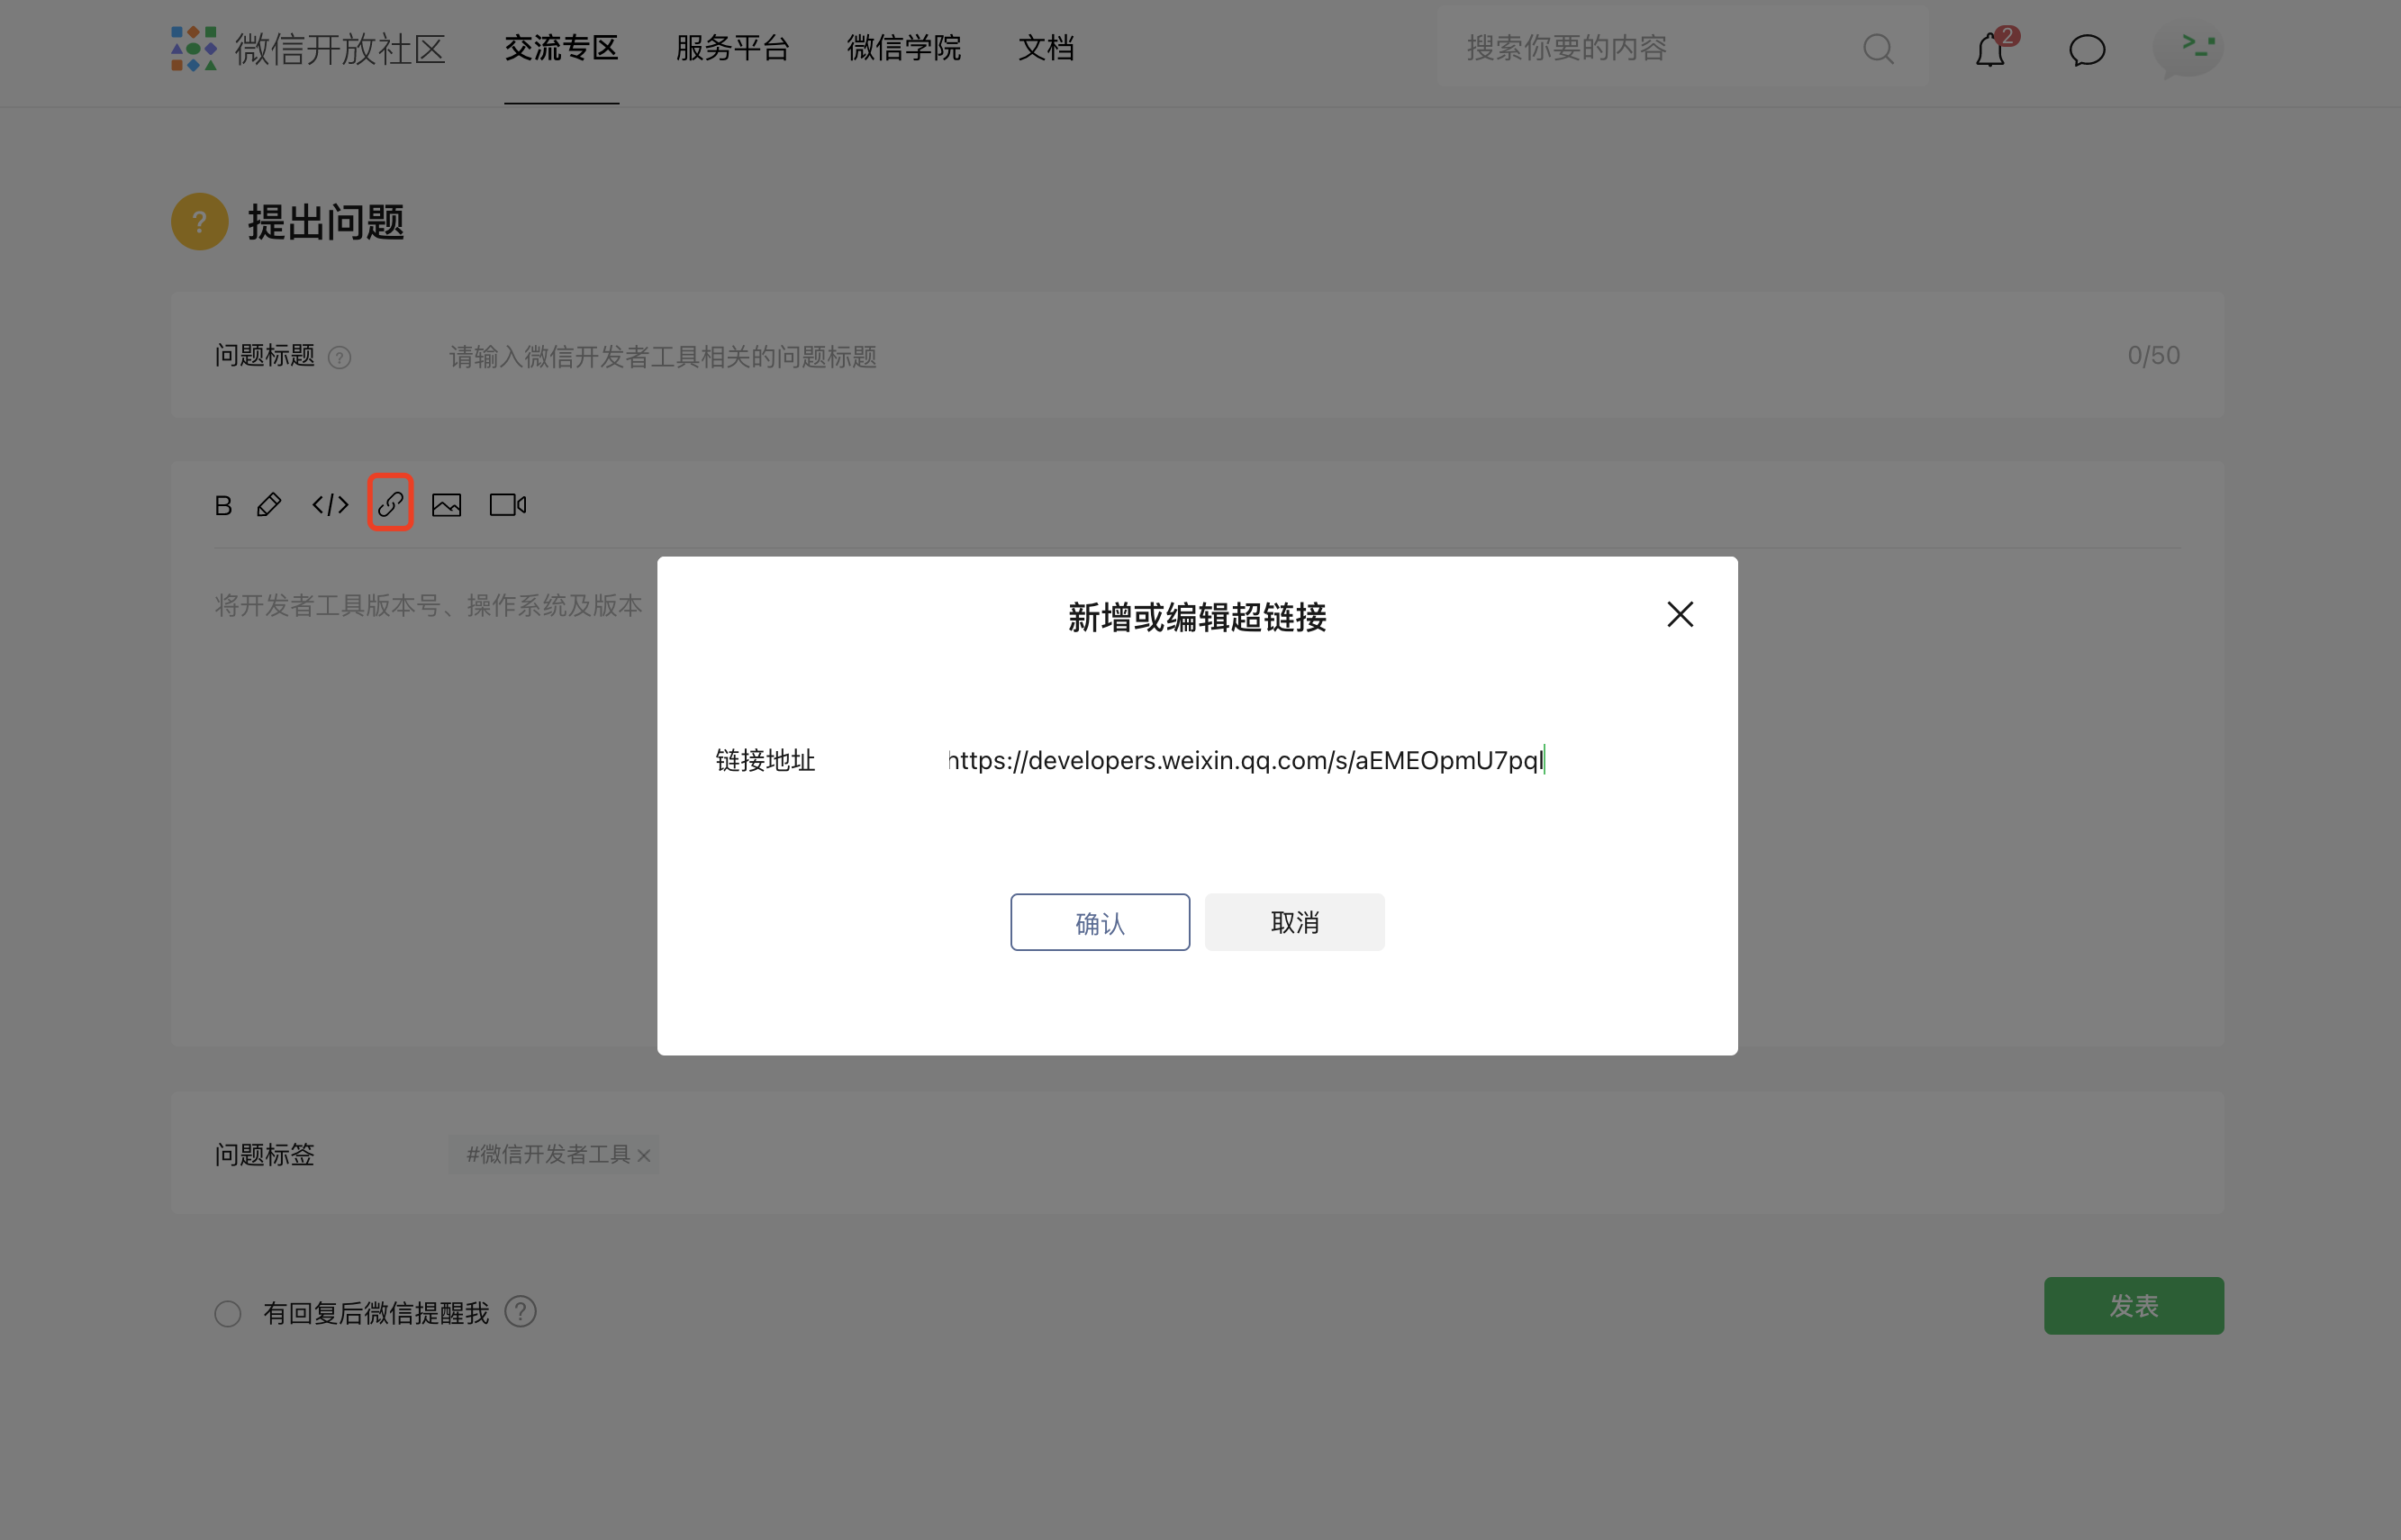 微信开放社区 交流专区 服务平台 微信学院 文档 搜索你要的内容 2
提出问题
问题标题 请输入微信开发者工具相关的问题标题 0/50
B
将开发者工具版本号、操作系统及版本
新增或编辑超链接
链接地址 https://developers.weixin.qq.com/s/aEMEOpmU7pql
确认 取消
问题标签 #微信开发者工具
有回复后微信提醒我 发表